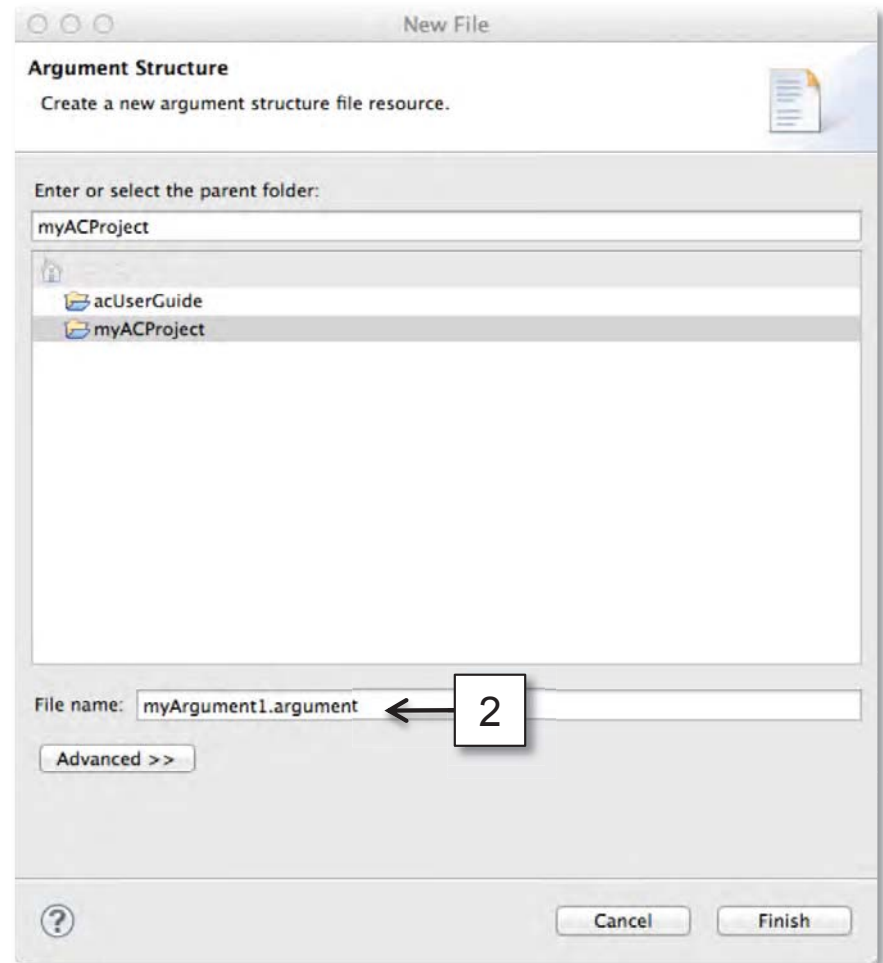 New File
Argument Structure
Create a new argument structure file resource.
Enter or select the parent folder:
myACProject
acUserGuide
myACProject
File name: myArgument1.argument
2
Advanced >>
?
Cancel Finish